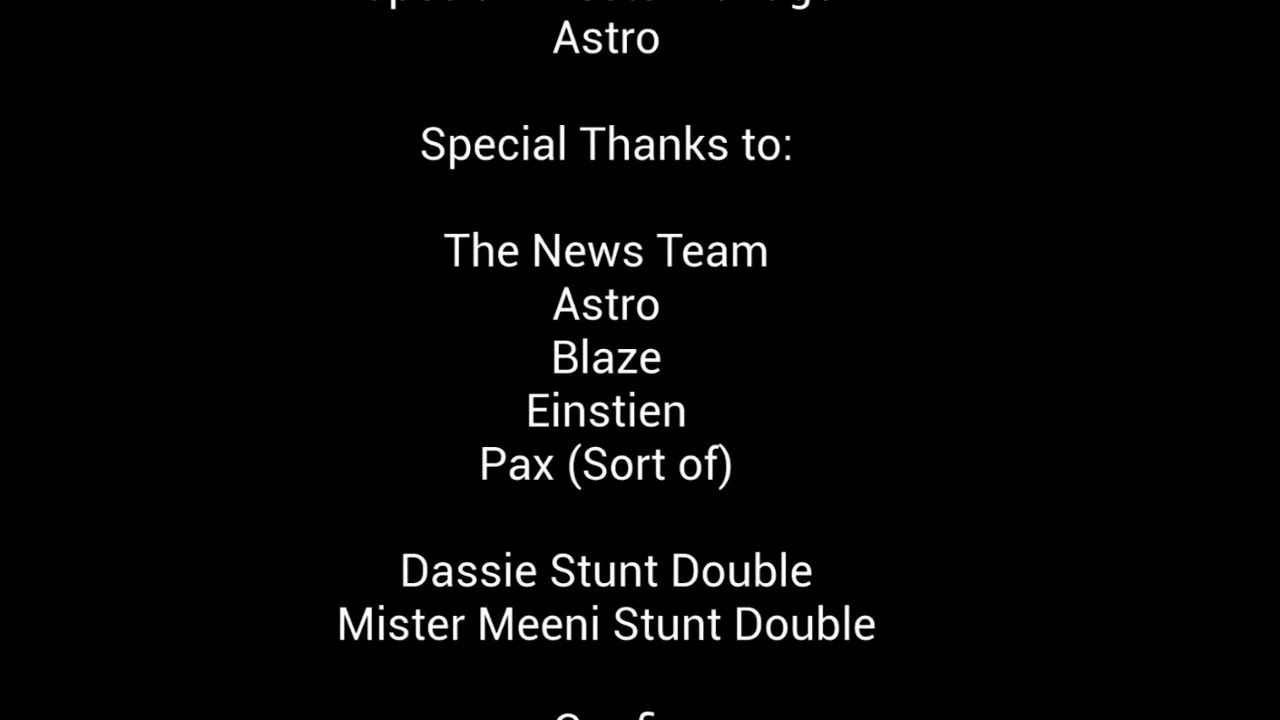 Astro
Special Thanks to:
The News Team
Astro
Blaze
Einstien
Pax (Sort of)
Dassie Stunt Double
Mister Meeni Stunt Double